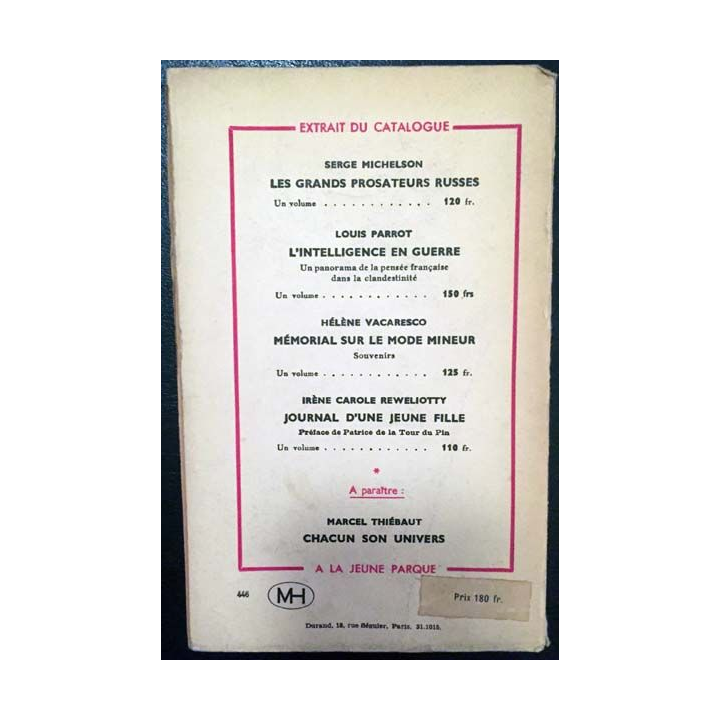 EXTRAIT DU CATALOGUE
SERGE MICHELSON
LES GRANDS PROSATEURS RUSSES
Un volume . . . . . . . . . . . . 120 fr.
LOUIS PARROT
L'INTELLIGENCE EN GUERRE
Un panorama de la pensée française
dans la clandestinité
Un volume . . . . . . . . . . . . 150 frs
HÉLÈNE VACARESCO
MÉMORIAL SUR LE MODE MINEUR
Souvenirs
Un volume . . . . . . . . . . . . 125 fr.
IRÈNE CAROLE REWELIOTTY
JOURNAL D'UNE JEUNE FILLE
Préface de Patrice de la Tour du Pin
Un volume . . . . . . . . . . . . 110 fr.
*
A paraître :
MARCEL THIÉBAUT
CHACUN SON UNIVERS
A LA JEUNE PARQUE
446 MH Prix 180 fr.
Durand, 18, rue Séguier, Paris. 31.1015.